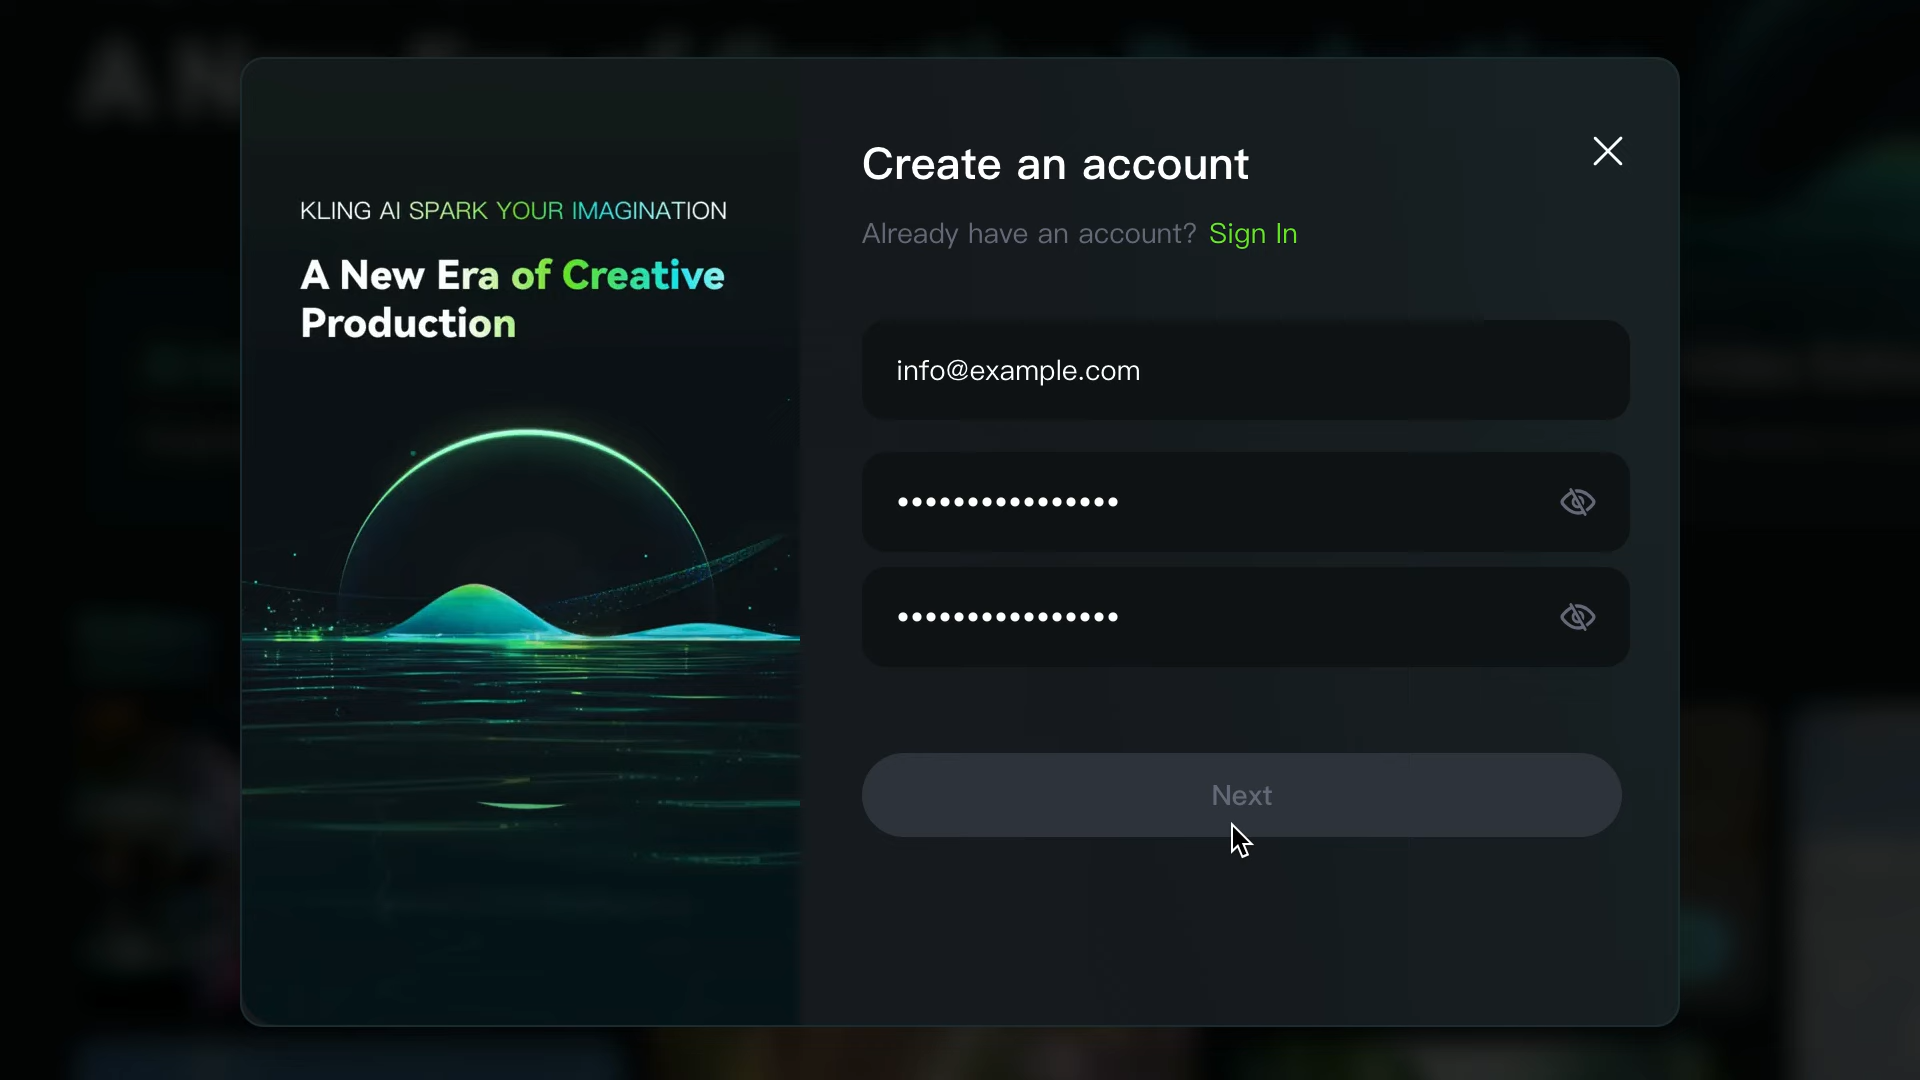 KLING AI SPARK YOUR IMAGINATION
A New Era of Creative
Production
Create an account
Already have an account? Sign In
info@example.com
••••••••••••••••
••••••••••••••••
Next